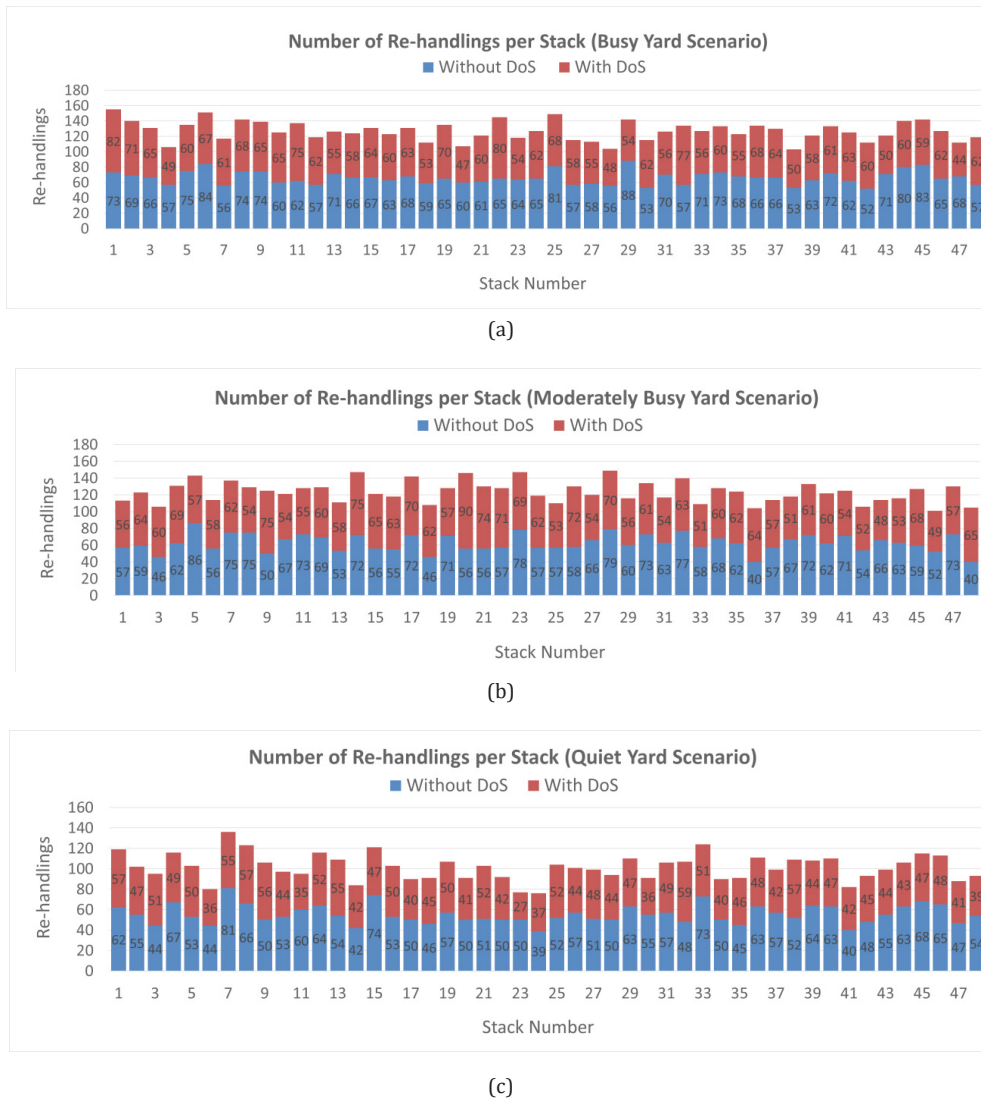 Number of Re-handlings per Stack (Busy Yard Scenario)
Without DoS With DoS
Re-handlings
180
160
140
120
100
80
60
40
20
0
82 71 65 49 60 67 61 68 65 65 75 62 55 58 64 60 63 53 70 47 60 80 54 62 68 58 55 48 54 62 56 77 56 60 55 68 64 50 58 61 63 60 50 60 59 62 44 62
73 69 66 57 75 84 56 74 74 60 62 57 71 66 67 63 68 59 65 60 61 65 64 65 81 57 58 56 88 53 70 57 71 73 68 66 66 53 63 72 62 52 71 80 83 65 68 57
1 3 5 7 9 11 13 15 17 19 21 23 25 27 29 31 33 35 37 39 41 43 45 47
Stack Number
(a)
Number of Re-handlings per Stack (Moderately Busy Yard Scenario)
Without DoS With DoS
Re-handlings
180
160
140
120
100
80
60
40
20
0
56 64 60 69 57 58 62 54 75 54 55 60 58 75 65 63 70 62 57 90 74 71 69 62 53 72 54 70 56 61 54 63 51 60 62 64 57 51 61 60 54 52 48 53 68 49 57 65
57 59 46 62 86 56 75 75 50 67 73 69 53 72 56 55 72 46 71 56 56 57 78 57 57 58 66 79 60 73 63 77 58 68 62 40 57 67 72 62 71 54 66 63 59 52 73 40
1 3 5 7 9 11 13 15 17 19 21 23 25 27 29 31 33 35 37 39 41 43 45 47
Stack Number
(b)
Number of Re-handlings per Stack (Quiet Yard Scenario)
Without DoS With DoS
Re-handlings
160
140
120
100
80
60
40
20
0
57 47 51 49 50 36 55 57 56 44 35 52 55 42 47 50 40 45 50 41 52 42 27 37 52 44 48 44 47 36 49 59 51 40 46 48 42 57 44 47 42 45 44 43 47 48 41 39
62 55 44 67 53 44 81 66 50 53 60 64 54 42 74 53 50 46 57 50 51 50 50 39 52 57 51 50 63 55 57 48 73 50 45 63 57 52 64 63 40 48 55 63 68 65 47 54
1 3 5 7 9 11 13 15 17 19 21 23 25 27 29 31 33 35 37 39 41 43 45 47
Stack Number
(c)